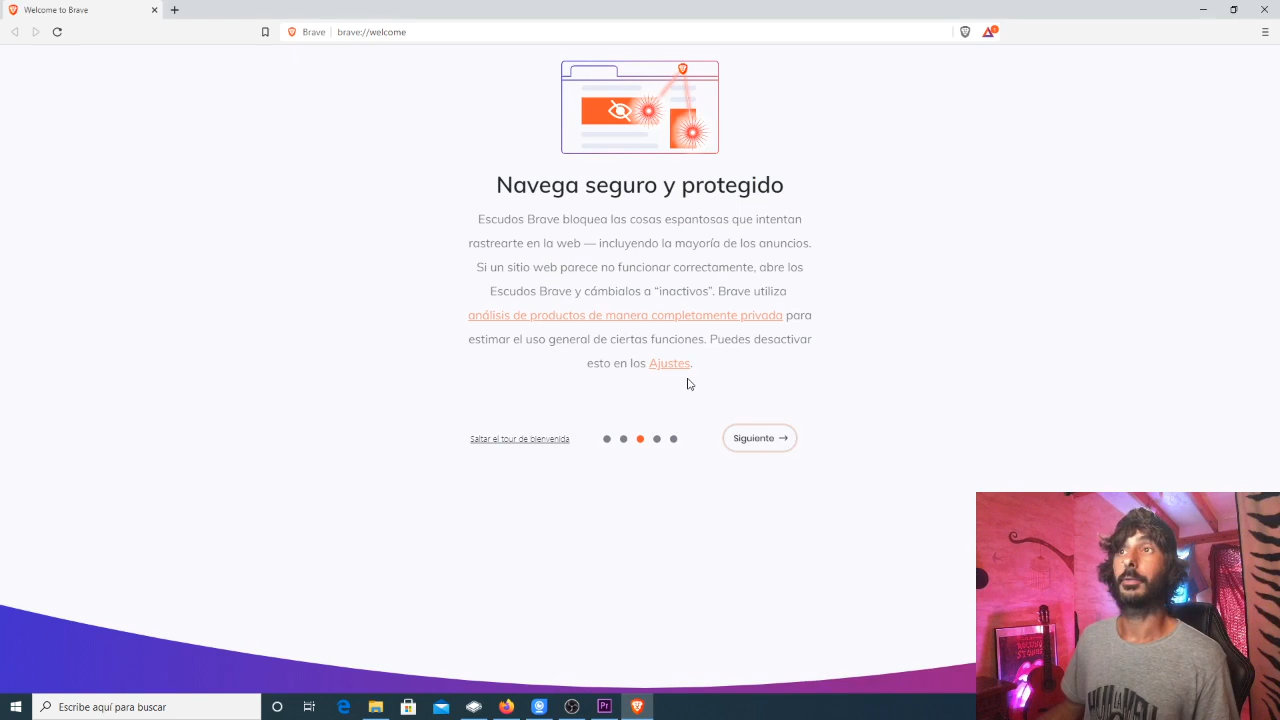 Welcome to Brave
Brave
brave://welcome
Navega seguro y protegido
Escudos Brave bloquea las cosas espantosas que intentan
rastrearte en la web — incluyendo la mayoría de los anuncios.
Si un sitio web parece no funcionar correctamente, abre los
Escudos Brave y cámbialos a “inactivos”. Brave utiliza
análisis de productos de manera completamente privada para
estimar el uso general de ciertas funciones. Puedes desactivar
esto en los Ajustes.
Saltar el tour de bienvenida
Siguiente
ROLLING
STONES
Escribe aquí para buscar
Pr